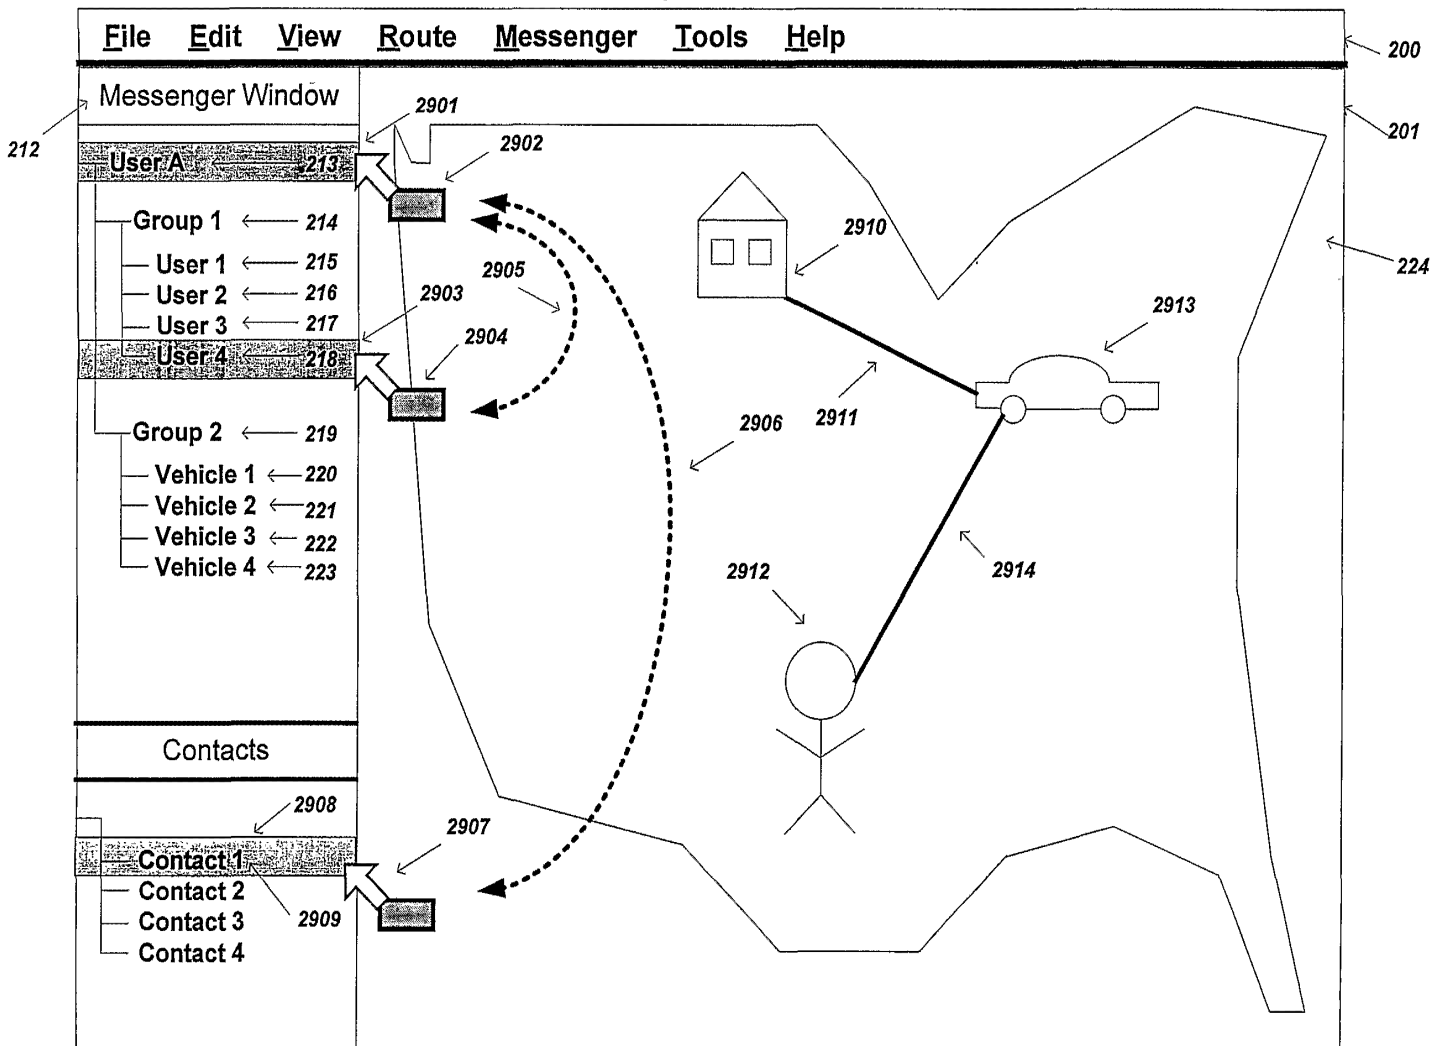 File Edit View Route Messenger Tools Help
200
Messenger Window
2901
201
212
2902
User A 213
2910
Group 1 214
224
User 1 215
2905
User 2 216
2903
2913
User 3 217
2904
User 4 218
2911
2906
Group 2 219
Vehicle 1 220
Vehicle 2 221
Vehicle 3 222
Vehicle 4 223
2912
2914
Contacts
2908
2907
Contact 1
Contact 2
2909
Contact 3
Contact 4